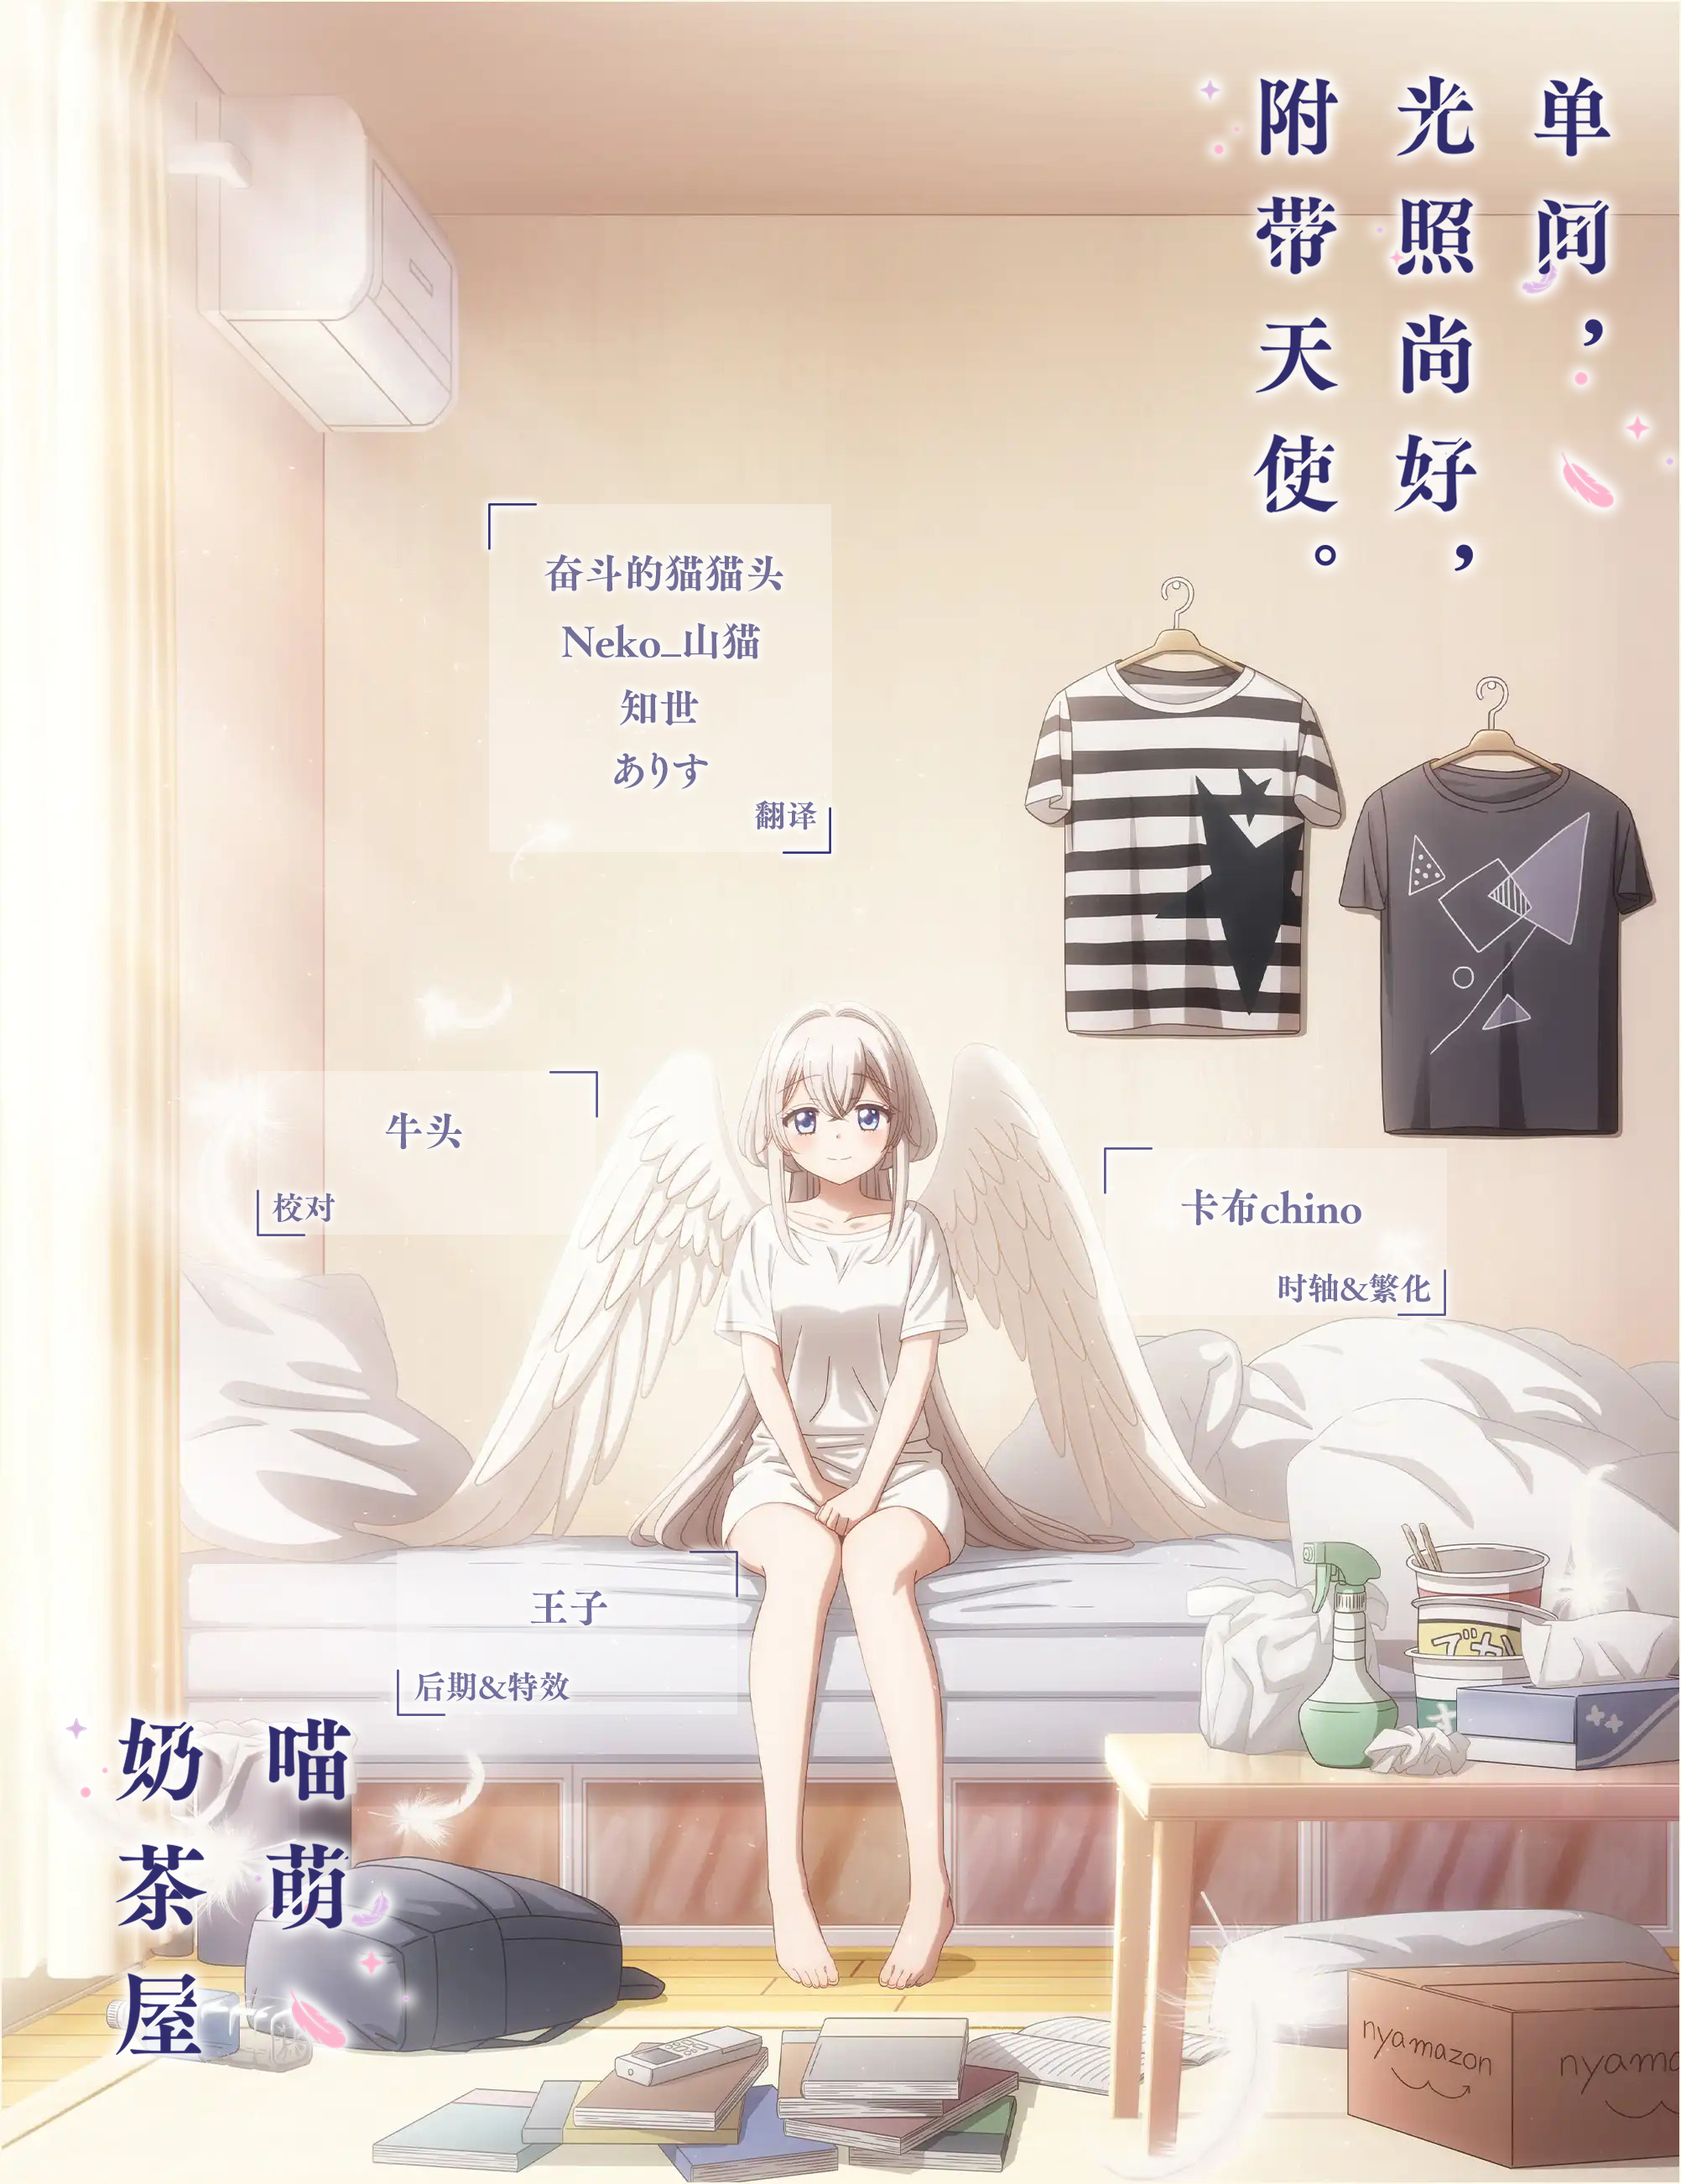 单间，
光照尚好，
附带天使。
奋斗的猫猫头
Neko_山猫
知世
ありす
翻译
牛头
校对
卡布chino
时轴&繁化
王子
后期&特效
喵萌
奶茶屋
でか
nyamazon